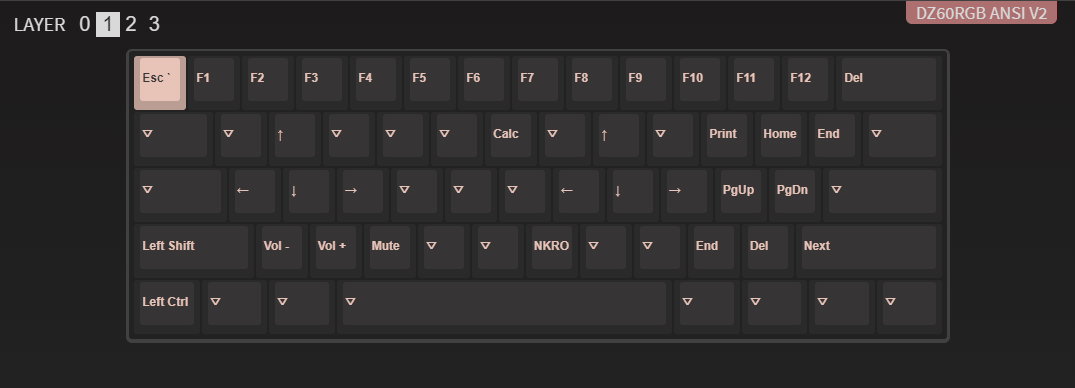 LAYER 0 1 2 3 DZ60RGB ANSI V2
Esc ` F1 F2 F3 F4 F5 F6 F7 F8 F9 F10 F11 F12 Del
▽ ▽ ↑ ▽ ▽ ▽ Calc ▽ ↑ ▽ Print Home End ▽
▽ ← ↓ → ▽ ▽ ▽ ← ↓ → PgUp PgDn ▽
Left Shift Vol - Vol + Mute ▽ ▽ NKRO ▽ ▽ End Del Next
Left Ctrl ▽ ▽ ▽ ▽ ▽ ▽ ▽